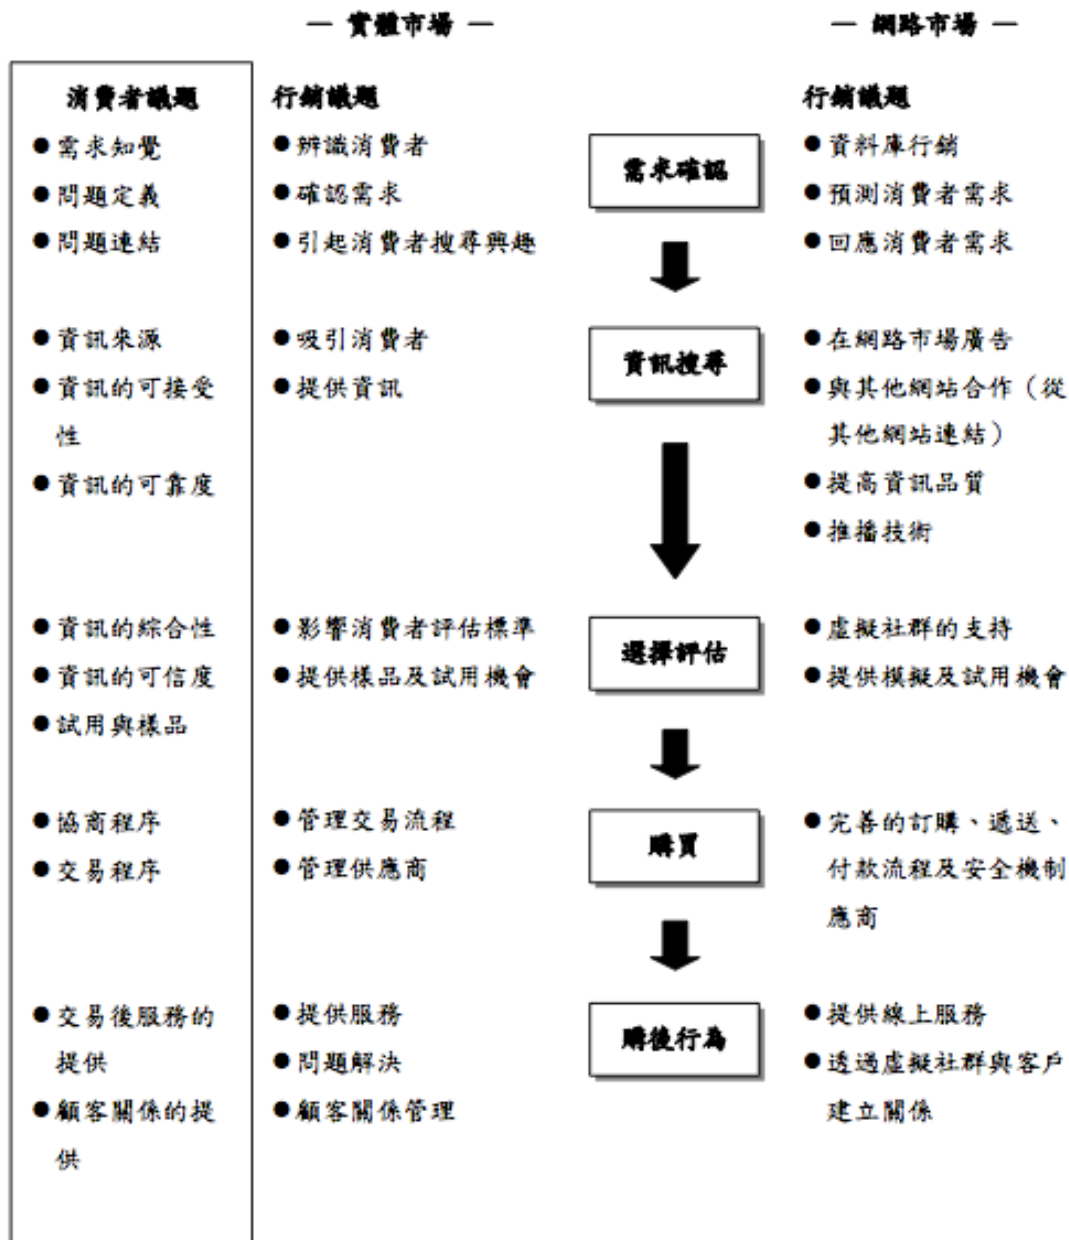 — 實體市場 —
— 網路市場 —
消費者議題
行銷議題
行銷議題
●需求知覺
●問題定義
●問題連結
●辨識消費者
●確認需求
●引起消費者搜尋興趣
需求確認
●資料庫行銷
●預測消費者需求
●回應消費者需求
●資訊來源
●資訊的可接受
性
●資訊的可靠度
●吸引消費者
●提供資訊
資訊搜尋
●在網路市場廣告
●與其他網站合作（從
其他網站連結）
●提高資訊品質
●推播技術
●資訊的綜合性
●資訊的可信度
●試用與樣品
●影響消費者評估標準
●提供樣品及試用機會
選擇評估
●虛擬社群的支持
●提供模擬及試用機會
●協商程序
●交易程序
●管理交易流程
●管理供應商
購買
●完善的訂購、遞送、
付款流程及安全機制
應商
●交易後服務的
提供
●顧客關係的提
供
●提供服務
●問題解決
●顧客關係管理
購後行為
●提供線上服務
●透過虛擬社群與客戶
建立關係